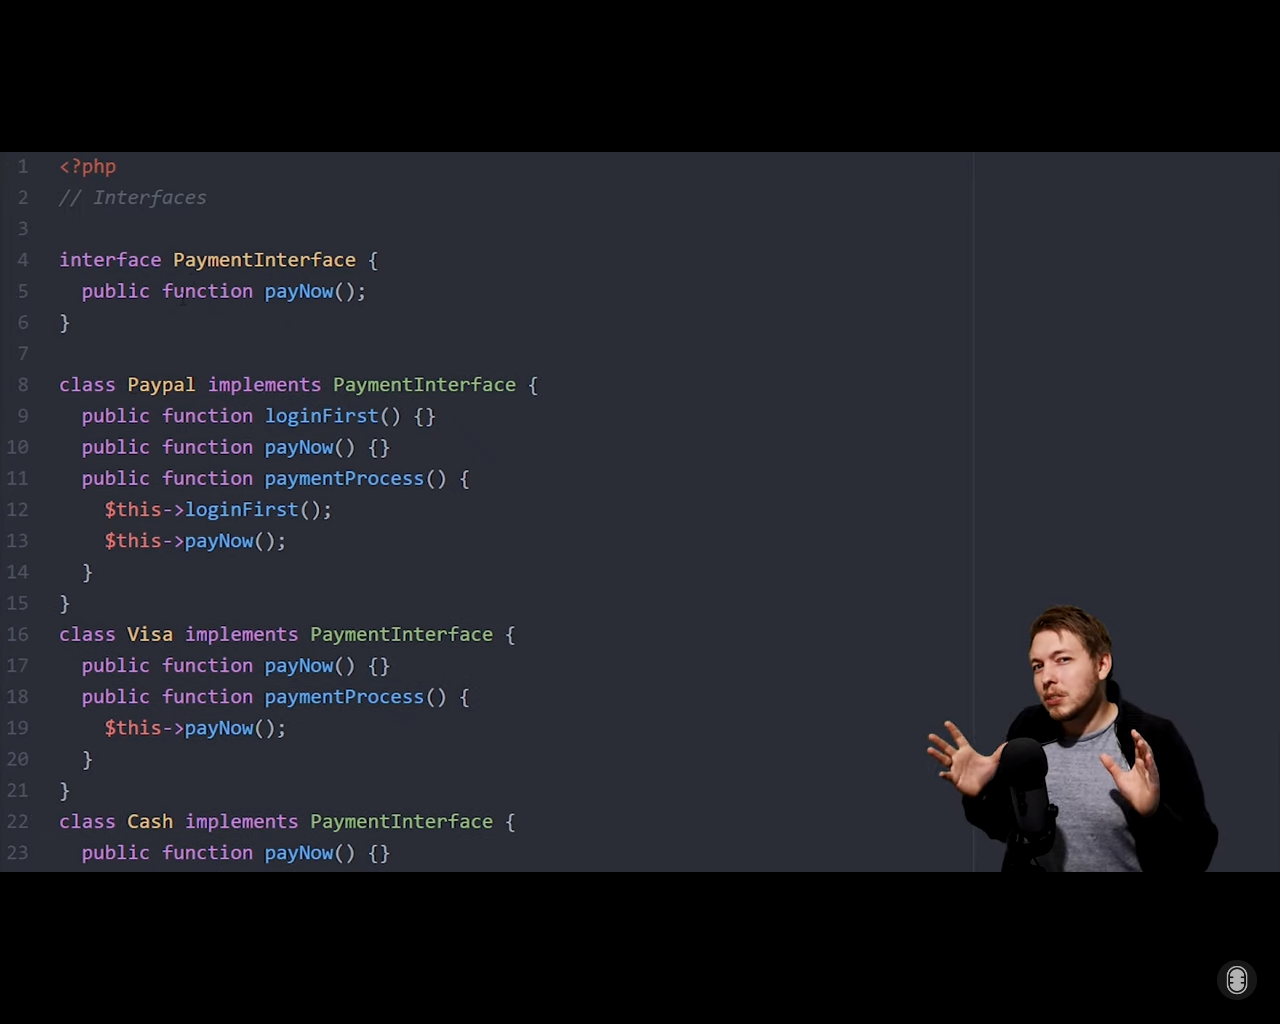 1 <?php
2 // Interfaces
3
4 interface PaymentInterface {
5   public function payNow();
6 }
7
8 class Paypal implements PaymentInterface {
9   public function loginFirst() {}
10   public function payNow() {}
11   public function paymentProcess() {
12     $this->loginFirst();
13     $this->payNow();
14   }
15 }
16 class Visa implements PaymentInterface {
17   public function payNow() {}
18   public function paymentProcess() {
19     $this->payNow();
20   }
21 }
22 class Cash implements PaymentInterface {
23   public function payNow() {}